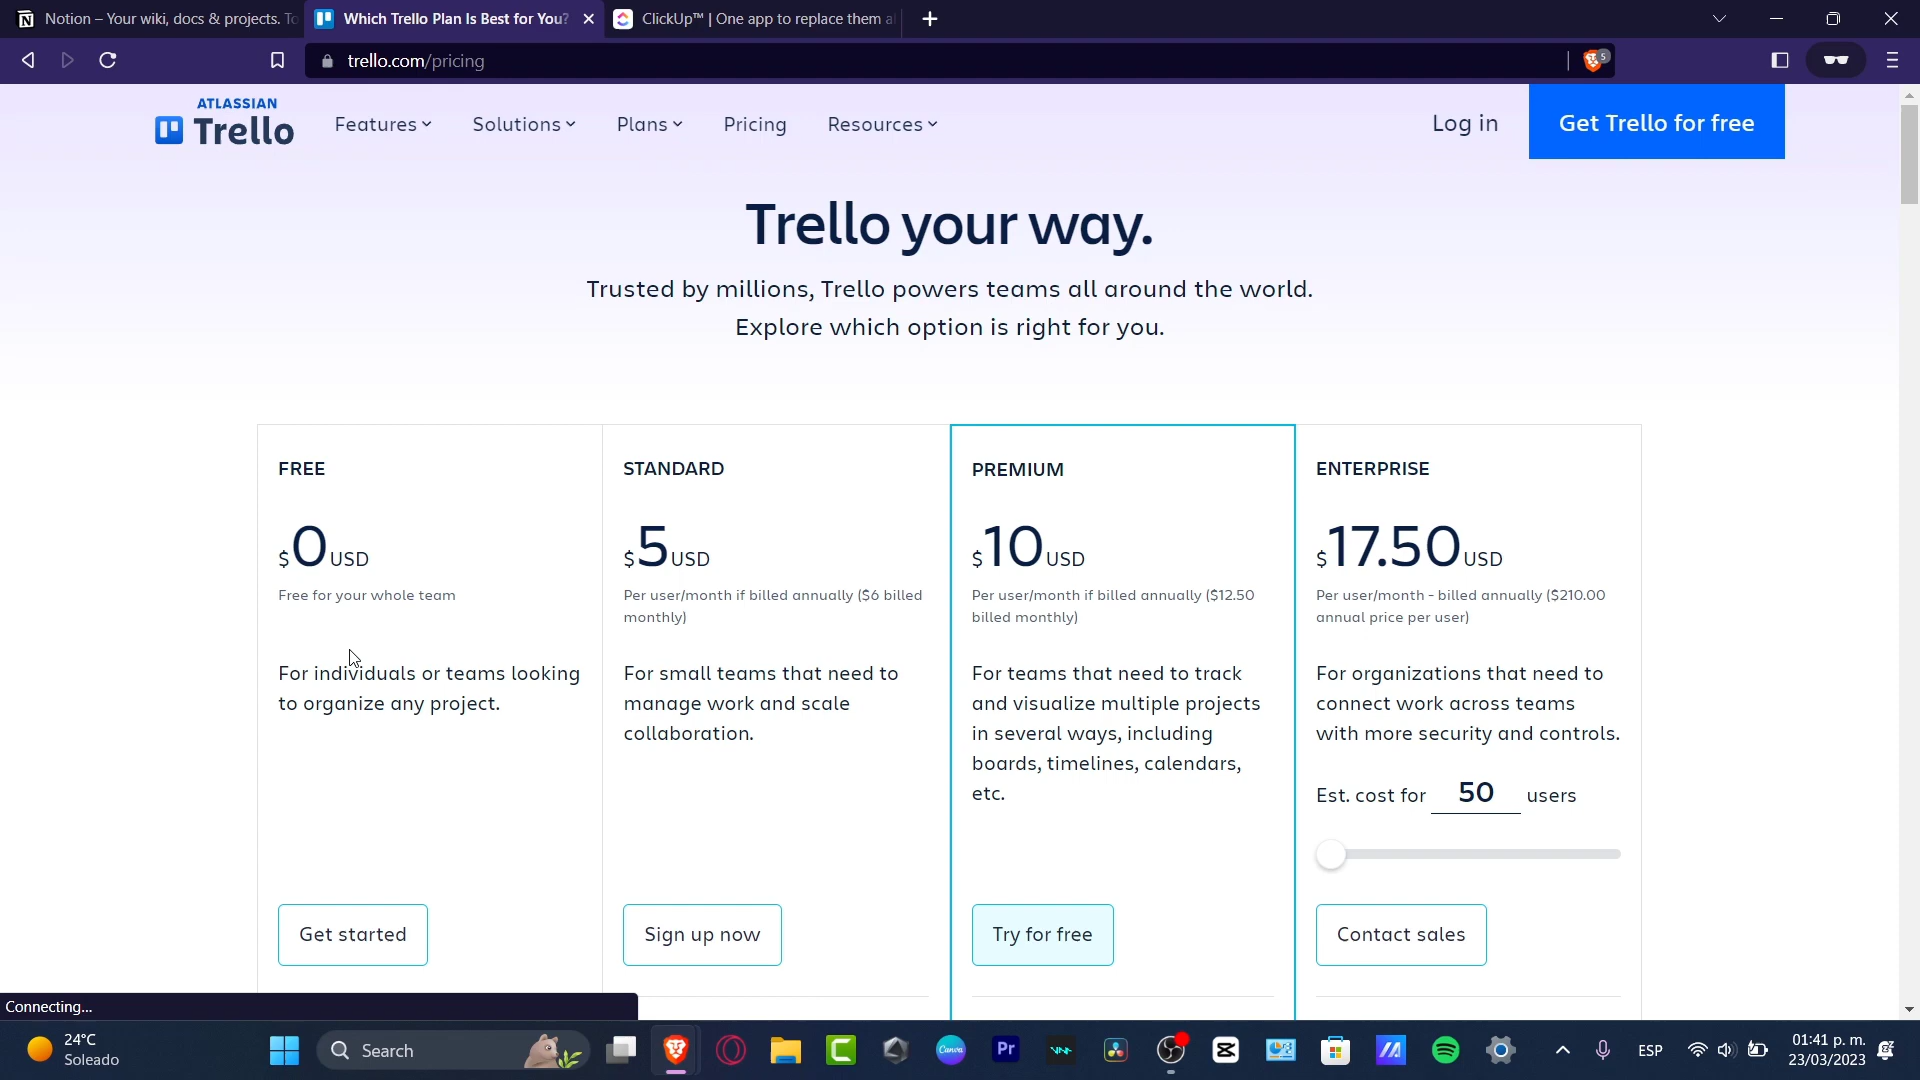 Notion – Your wiki, docs & projects. To
Which Trello Plan Is Best for You?
ClickUp™ | One app to replace them al
trello.com/pricing
5
ATLASSIAN
Trello
Features
Solutions
Plans
Pricing
Resources
Log in
Get Trello for free
Trello your way.
Trusted by millions, Trello powers teams all around the world.
Explore which option is right for you.
FREE
$0USD
Free for your whole team
For individuals or teams looking
to organize any project.
Get started
STANDARD
$5USD
Per user/month if billed annually ($6 billed
monthly)
For small teams that need to
manage work and scale
collaboration.
Sign up now
PREMIUM
$10USD
Per user/month if billed annually ($12.50
billed monthly)
For teams that need to track
and visualize multiple projects
in several ways, including
boards, timelines, calendars,
etc.
Try for free
ENTERPRISE
$17.50USD
Per user/month - billed annually ($210.00
annual price per user)
For organizations that need to
connect work across teams
with more security and controls.
Est. cost for 50 users
Contact sales
Connecting...
24°C
Soleado
Search
Canva
Pr
ESP
01:41 p. m.
23/03/2023